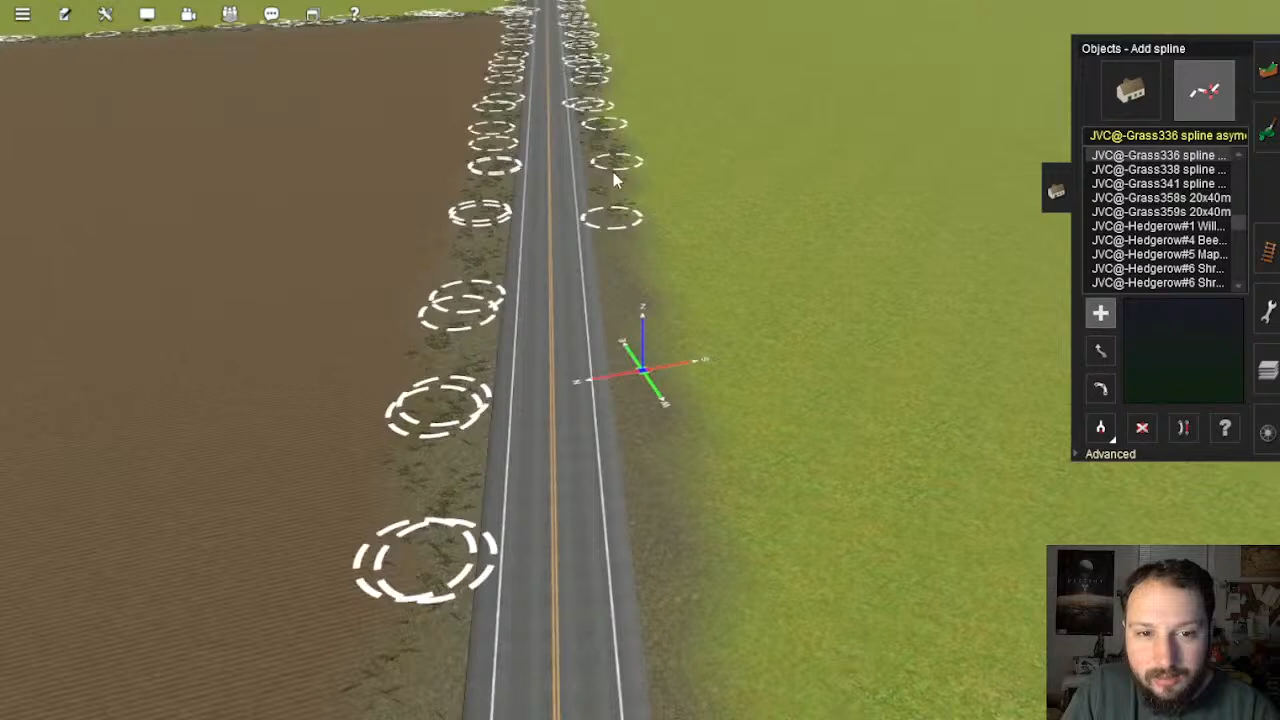 Objects - Add spline
JVC@-Grass336 spline asym
JVC@-Grass336 spline ...
JVC@-Grass338 spline ...
JVC@-Grass341 spline ...
JVC@-Grass358s 20x40m
JVC@-Grass359s 20x40m
JVC@-Hedgerow#1 Will...
JVC@-Hedgerow#4 Bee...
JVC@-Hedgerow#5 Map...
JVC@-Hedgerow#6 Shr...
JVC@-Hedgerow#6 Shr...
Advanced